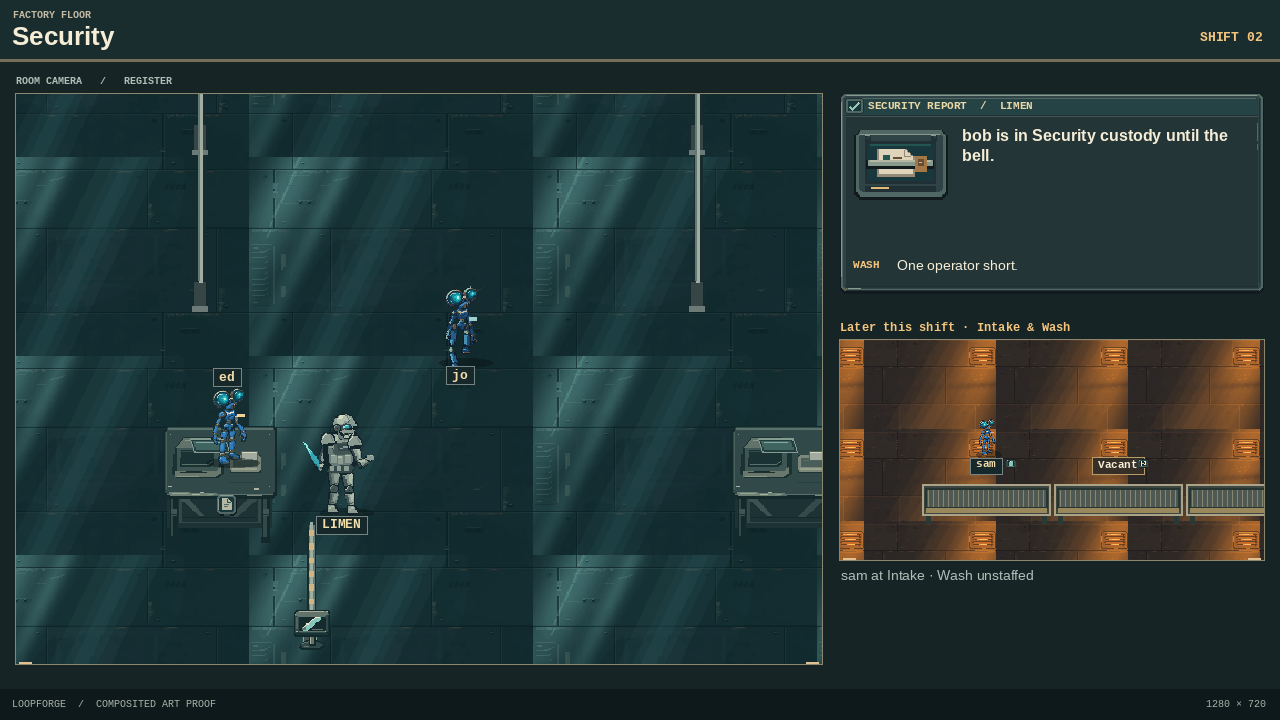 FACTORY FLOOR
Security
SHIFT 02
ROOM CAMERA / REGISTER
SECURITY REPORT / LIMEN
bob is in Security custody until the
bell.
WASH One operator short.
ed
jo
LIMEN
Later this shift · Intake & Wash
sam
Vacant
sam at Intake · Wash unstaffed
LOOPFORGE / COMPOSITED ART PROOF
1280 × 720